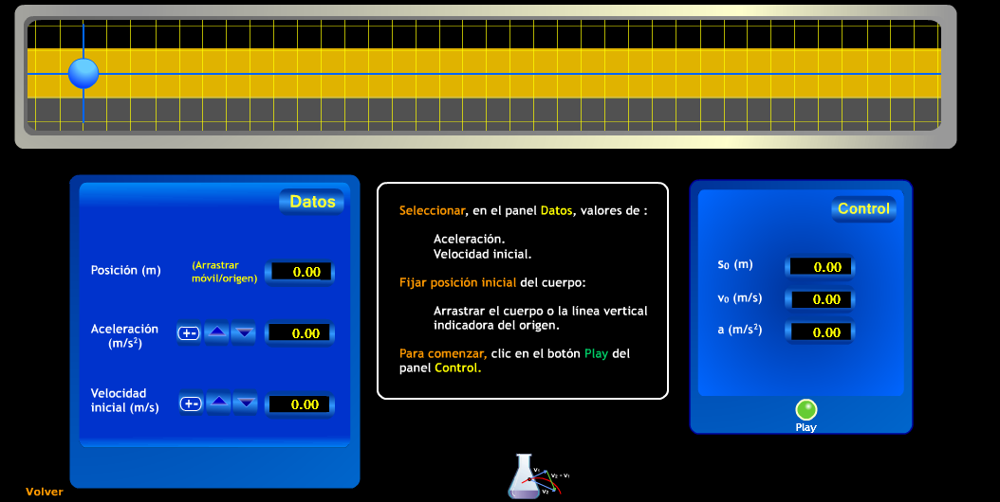 Datos
Posición (m)
(Arrastrar
móvil/origen)
0.00
Aceleración
(m/s²)
+-
0.00
Velocidad
inicial (m/s)
+-
0.00
Seleccionar, en el panel Datos, valores de :
Aceleración.
Velocidad inicial.
Fijar posición inicial del cuerpo:
Arrastrar el cuerpo o la línea vertical
indicadora del origen.
Para comenzar, clic en el botón Play del
panel Control.
Control
s₀ (m)
0.00
v₀ (m/s)
0.00
a (m/s²)
0.00
Play
v₁
v₂ - v₁
v₂
Volver